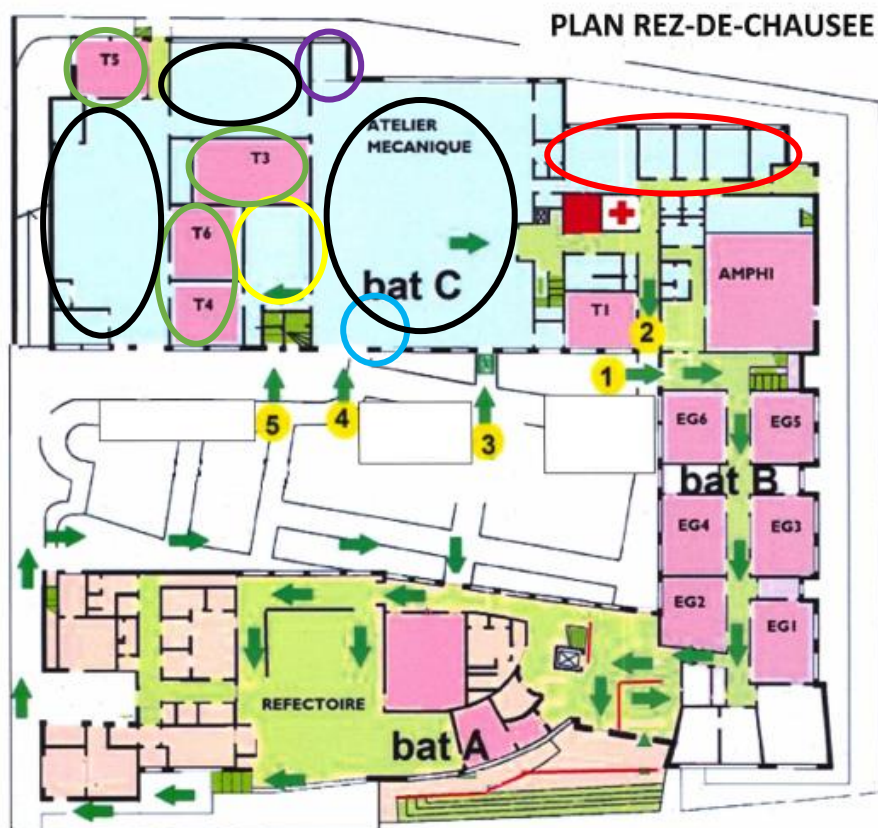 PLAN REZ-DE-CHAUSEE
T5
ATELIER
MECANIQUE
T3
T6
AMPHI
bat C
T4
T1
2
1
5
4
3
EG6
EG5
bat B
EG4
EG3
EG2
EG1
REFECTOIRE
bat A